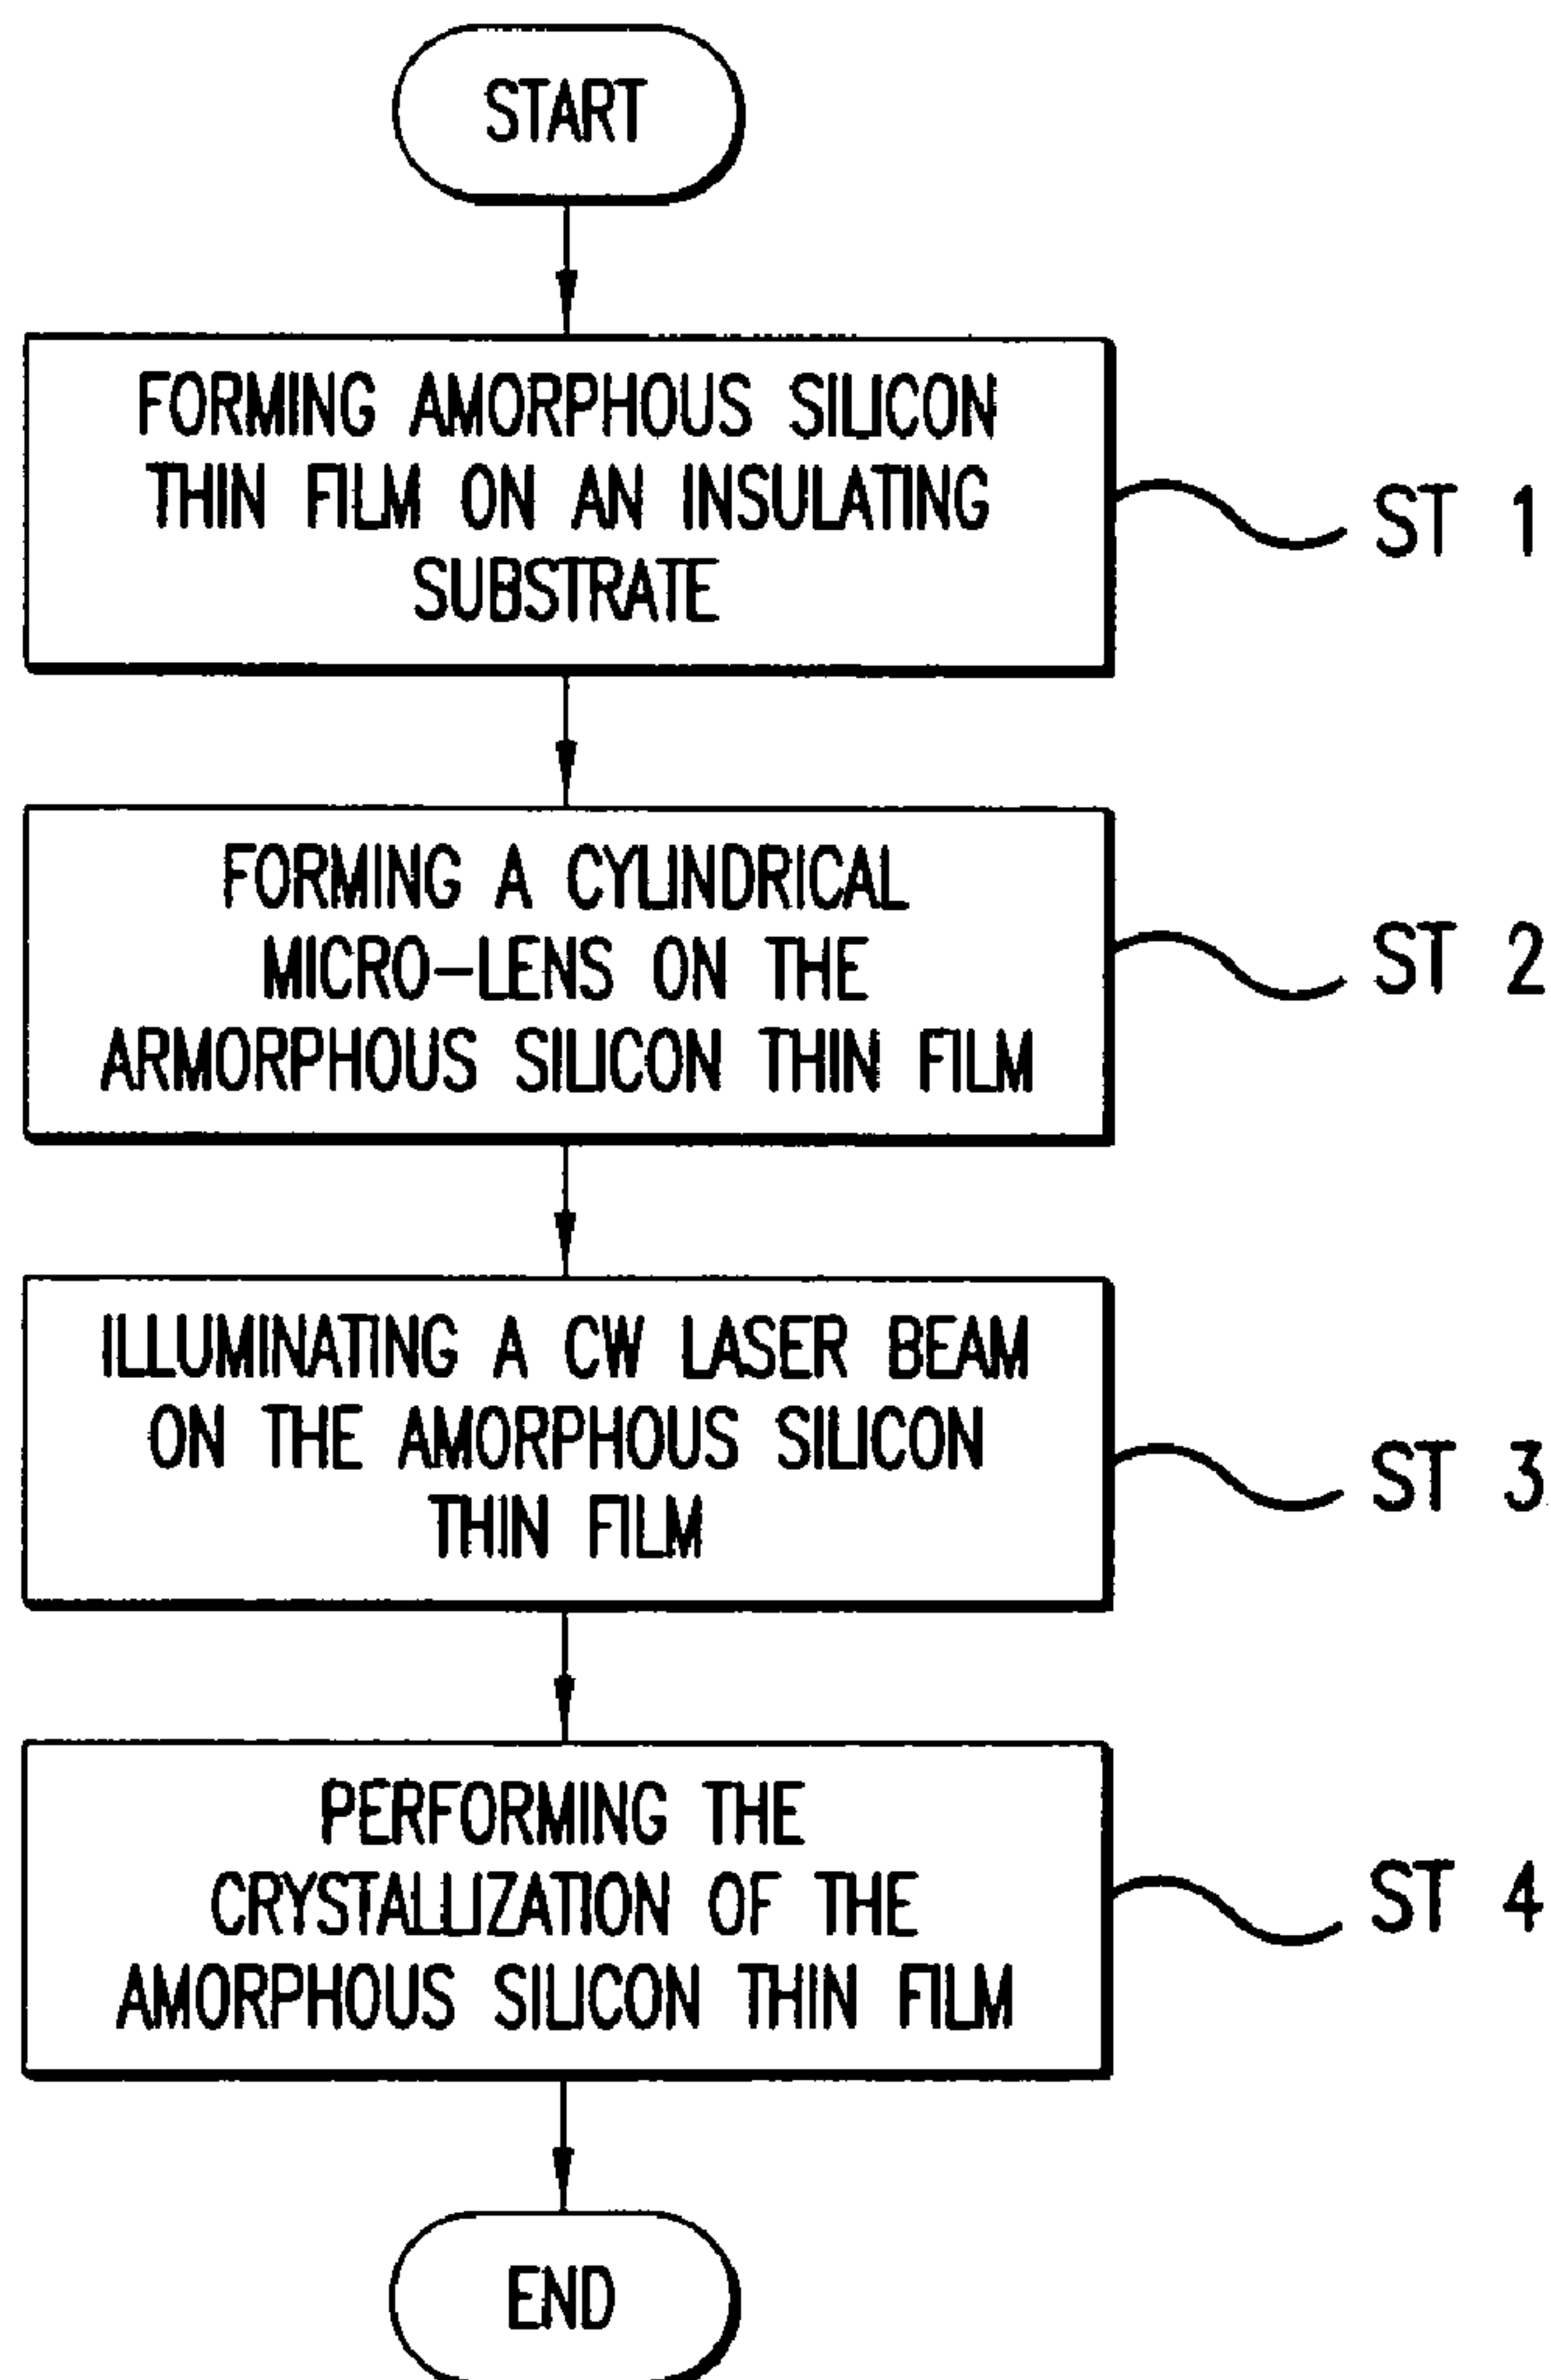 START
FORMING AMORPHOUS SILICON
THIN FILM ON AN INSULATING
SUBSTRATE
ST 1
FORMING A CYLINDRICAL
MICRO-LENS ON THE
ARMORPHOUS SILICON THIN FILM
ST 2
ILLUMINATING A CW LASER BEAM
ON THE AMORPHOUS SILICON
THIN FILM
ST 3
PERFORMING THE
CRYSTALLIZATION OF THE
AMORPHOUS SILICON THIN FILM
ST 4
END